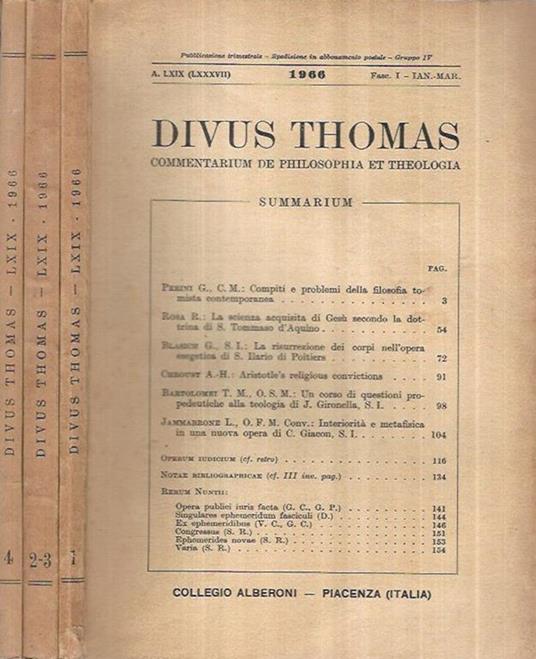 DIVUS THOMAS — LXIX · 1966
4
DIVUS THOMAS — LXIX · 1966
2-3
DIVUS THOMAS — LXIX · 1966
1
Pubblicazione trimestrale - Spedizione in abbonamento postale - Gruppo IV
A. LXIX (LXXXVII) 1966 Fasc. I - IAN.-MAR.
DIVUS THOMAS
COMMENTARIUM DE PHILOSOPHIA ET THEOLOGIA
SUMMARIUM
PAG.
PERINI G., C. M.: Compiti e problemi della filosofia to-
mista contemporanea . . . . . . . . . . . . . . . . 3
ROSA R.: La scienza acquisita di Gesù secondo la dot-
trina di S. Tommaso d'Aquino . . . . . . . . . . . . 54
BLASICH G., S. I.: La risurrezione dei corpi nell'opera
esegetica di S. Ilario di Poitiers . . . . . . . . . . . 72
CHROUST A.-H.: Aristotle's religious convictions . . . . 91
BARTOLOMEI T. M., O. S. M.: Un corso di questioni pro-
pedeutiche alla teologia di J. Gironella, S. I. . . . . . 98
JAMMARRONE L., O. F. M. Conv.: Interiorità e metafisica
in una nuova opera di C. Giacon, S. I. . . . . . . . . 104
OPERUM IUDICIUM (cf. retro) . . . . . . . . . . . . . . 116
NOTAE BIBLIOGRAPHICAE (cf. III inv. pag.) . . . . . . . 134
RERUM NUNTII:
Opera publici iuris facta (G. C., G. P.) . . . . . . . . 141
Singulares ephemeridum fasciculi (D.) . . . . . . . . . 144
Ex ephemeridibus (V. C., G. C.) . . . . . . . . . . . . 146
Congressus (S. R.) . . . . . . . . . . . . . . . . . . . 151
Ephemerides novae (S. R.) . . . . . . . . . . . . . . . 153
Varia (S. R.) . . . . . . . . . . . . . . . . . . . . . . 154
COLLEGIO ALBERONI — PIACENZA (ITALIA)